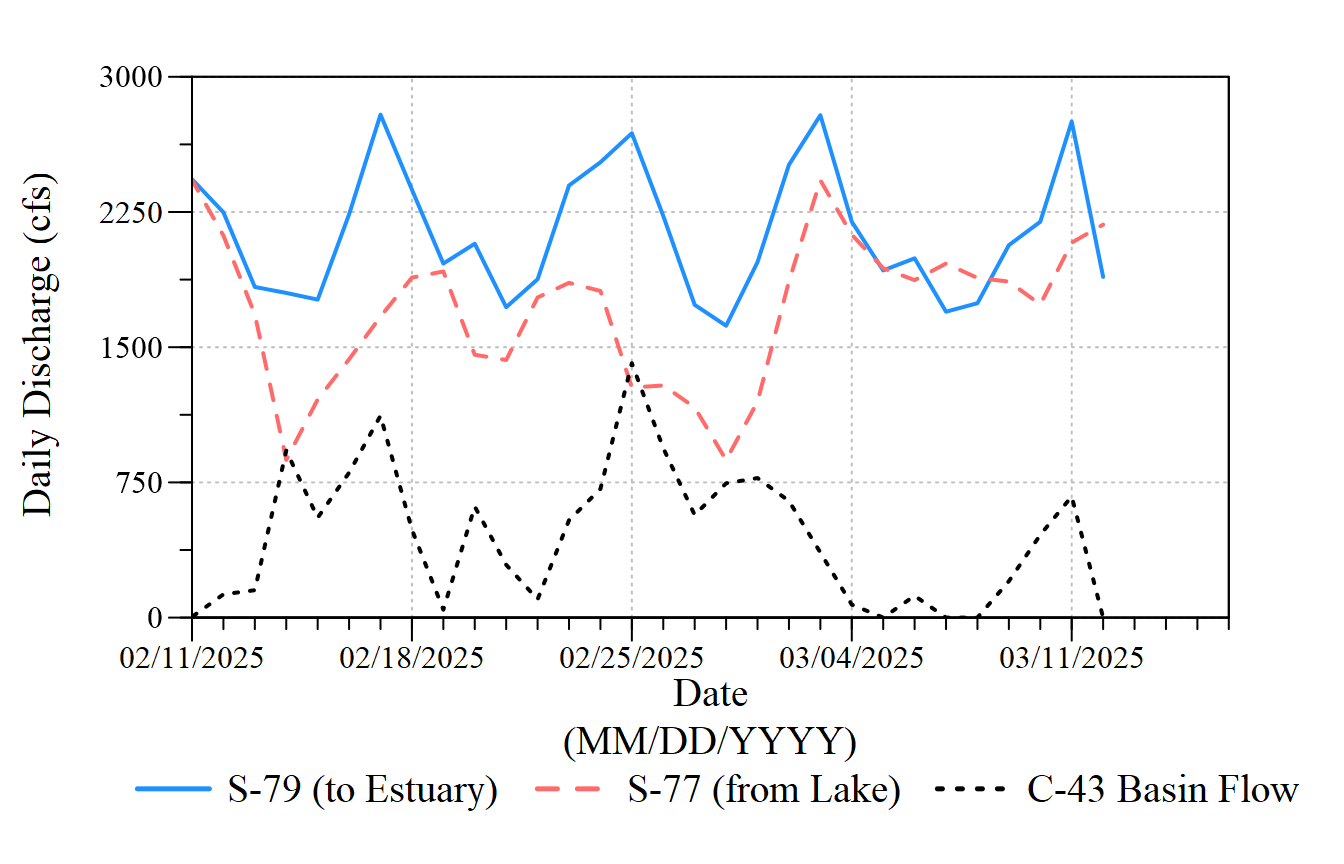 3000
2250
1500
750
0
Daily Discharge (cfs)
02/11/2025 02/18/2025 02/25/2025 03/04/2025 03/11/2025
Date
(MM/DD/YYYY)
S-79 (to Estuary) S-77 (from Lake) C-43 Basin Flow